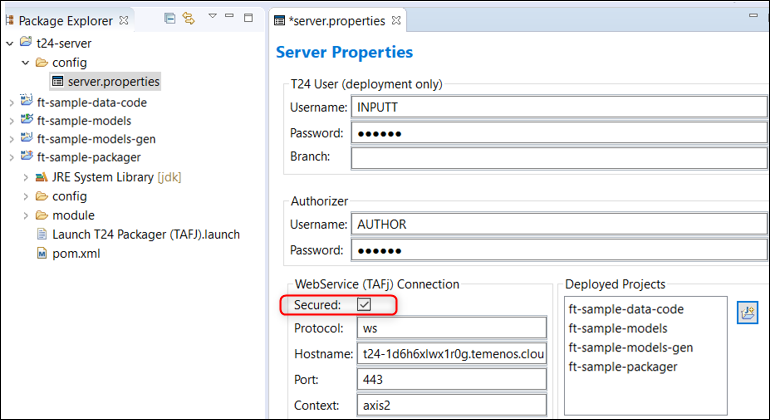 Package Explorer
t24-server
config
server.properties
ft-sample-data-code
ft-sample-models
ft-sample-models-gen
ft-sample-packager
JRE System Library [jdk]
config
module
Launch T24 Packager (TAFJ).launch
pom.xml
*server.properties
Server Properties
T24 User (deployment only)
Username: INPUTT
Password: ●●●●●●
Branch:
Authorizer
Username: AUTHOR
Password: ●●●●●●
WebService (TAFj) Connection
Secured:
Protocol: ws
Hostname: t24-1d6h6xlwx1r0g.temenos.clou
Port: 443
Context: axis2
Deployed Projects
ft-sample-data-code
ft-sample-models
ft-sample-models-gen
ft-sample-packager